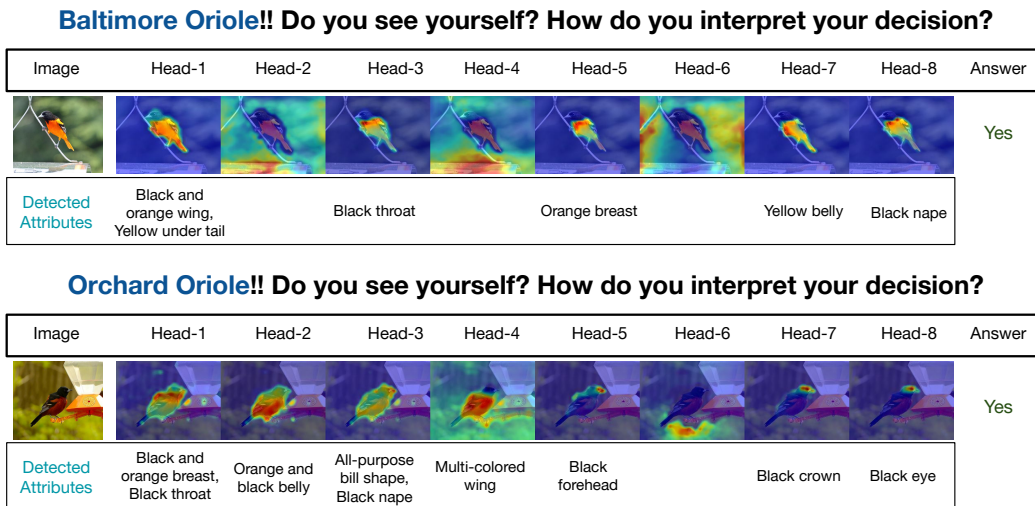 Baltimore Oriole!! Do you see yourself? How do you interpret your decision?
Image Head-1 Head-2 Head-3 Head-4 Head-5 Head-6 Head-7 Head-8 Answer
Yes
Detected
Attributes
Black and
orange wing,
Yellow under tail
Black throat
Orange breast
Yellow belly
Black nape
Orchard Oriole!! Do you see yourself? How do you interpret your decision?
Image Head-1 Head-2 Head-3 Head-4 Head-5 Head-6 Head-7 Head-8 Answer
Yes
Detected
Attributes
Black and
orange breast,
Black throat
Orange and
black belly
All-purpose
bill shape,
Black nape
Multi-colored
wing
Black
forehead
Black crown
Black eye